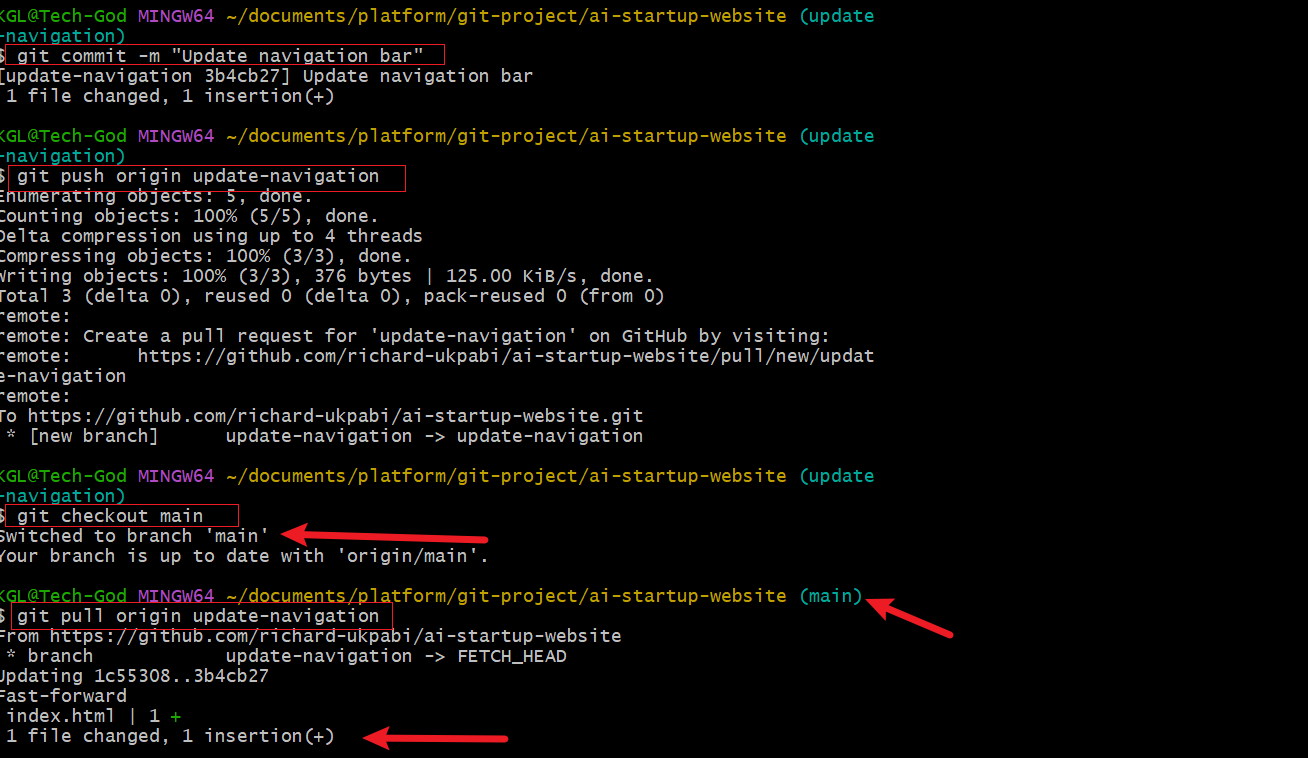 KGL@Tech-God MINGW64 ~/documents/platform/git-project/ai-startup-website (update
-navigation)
$ git commit -m "Update navigation bar"
[update-navigation 3b4cb27] Update navigation bar
 1 file changed, 1 insertion(+)
KGL@Tech-God MINGW64 ~/documents/platform/git-project/ai-startup-website (update
-navigation)
$ git push origin update-navigation
Enumerating objects: 5, done.
Counting objects: 100% (5/5), done.
Delta compression using up to 4 threads
Compressing objects: 100% (3/3), done.
Writing objects: 100% (3/3), 376 bytes | 125.00 KiB/s, done.
Total 3 (delta 0), reused 0 (delta 0), pack-reused 0 (from 0)
remote:
remote: Create a pull request for 'update-navigation' on GitHub by visiting:
remote:      https://github.com/richard-ukpabi/ai-startup-website/pull/new/updat
e-navigation
remote:
To https://github.com/richard-ukpabi/ai-startup-website.git
 * [new branch]      update-navigation -> update-navigation
KGL@Tech-God MINGW64 ~/documents/platform/git-project/ai-startup-website (update
-navigation)
$ git checkout main
Switched to branch 'main'
Your branch is up to date with 'origin/main'.
KGL@Tech-God MINGW64 ~/documents/platform/git-project/ai-startup-website (main)
$ git pull origin update-navigation
From https://github.com/richard-ukpabi/ai-startup-website
 * branch            update-navigation -> FETCH_HEAD
Updating 1c55308..3b4cb27
Fast-forward
 index.html | 1 +
 1 file changed, 1 insertion(+)